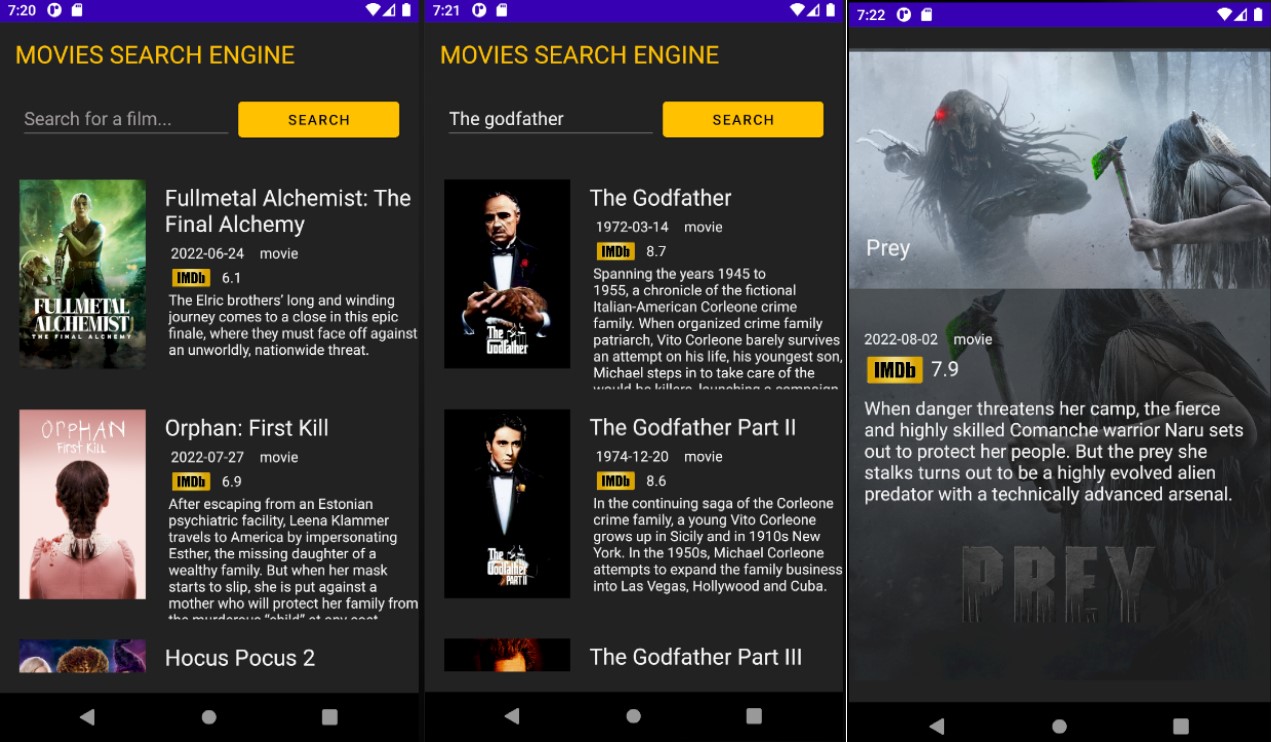 7:20
MOVIES SEARCH ENGINE
Search for a film...
SEARCH
FULLMETAL
ALCHEMIST
THE FINAL ALCHEMY
Fullmetal Alchemist: The
Final Alchemy
2022-06-24 movie
IMDb 6.1
The Elric brothers’ long and winding
journey comes to a close in this epic
finale, where they must face off against
an unworldly, nationwide threat.
ORPHAN
First Kill
Orphan: First Kill
2022-07-27 movie
IMDb 6.9
After escaping from an Estonian
psychiatric facility, Leena Klammer
travels to America by impersonating
Esther, the missing daughter of a
wealthy family. But when her mask
starts to slip, she is put against a
mother who will protect her family from
the murderous “child” at any cost.
Hocus Pocus 2
7:21
MOVIES SEARCH ENGINE
The godfather
SEARCH
The
Godfather
The Godfather
1972-03-14 movie
IMDb 8.7
Spanning the years 1945 to
1955, a chronicle of the fictional
Italian-American Corleone crime
family. When organized crime family
patriarch, Vito Corleone barely survives
an attempt on his life, his youngest son,
Michael steps in to take care of the
would be killers, launching a campaign
The
Godfather
PART II
The Godfather Part II
1974-12-20 movie
IMDb 8.6
In the continuing saga of the Corleone
crime family, a young Vito Corleone
grows up in Sicily and in 1910s New
York. In the 1950s, Michael Corleone
attempts to expand the family business
into Las Vegas, Hollywood and Cuba.
The Godfather Part III
7:22
Prey
2022-08-02 movie
IMDb 7.9
When danger threatens her camp, the fierce
and highly skilled Comanche warrior Naru sets
out to protect her people. But the prey she
stalks turns out to be a highly evolved alien
predator with a technically advanced arsenal.
PREY